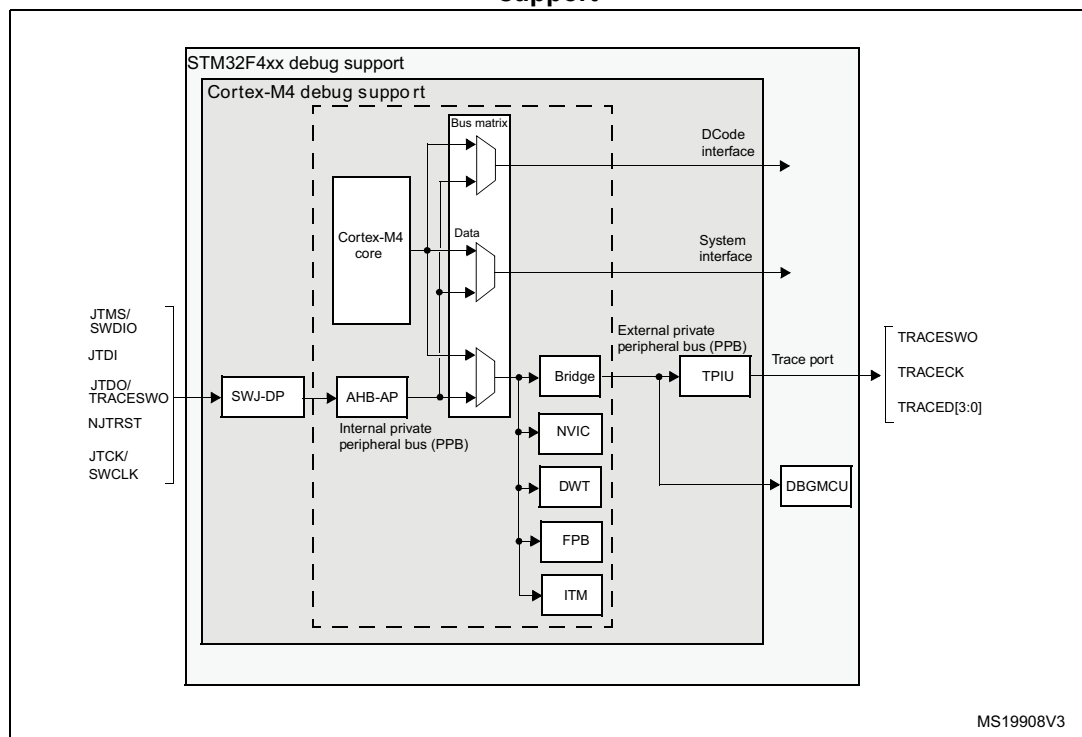 support
STM32F4xx debug support
Cortex-M4 debug support
Bus matrix
DCode
interface
Cortex-M4
core
Data
System
interface
JTMS/
SWDIO
JTDI
JTDO/
TRACESWO
NJTRST
JTCK/
SWCLK
SWJ-DP
AHB-AP
Internal private
peripheral bus (PPB)
External private
peripheral bus (PPB)
Bridge
NVIC
DWT
FPB
ITM
TPIU
Trace port
DBGMCU
TRACESWO
TRACECK
TRACED[3:0]
MS19908V3